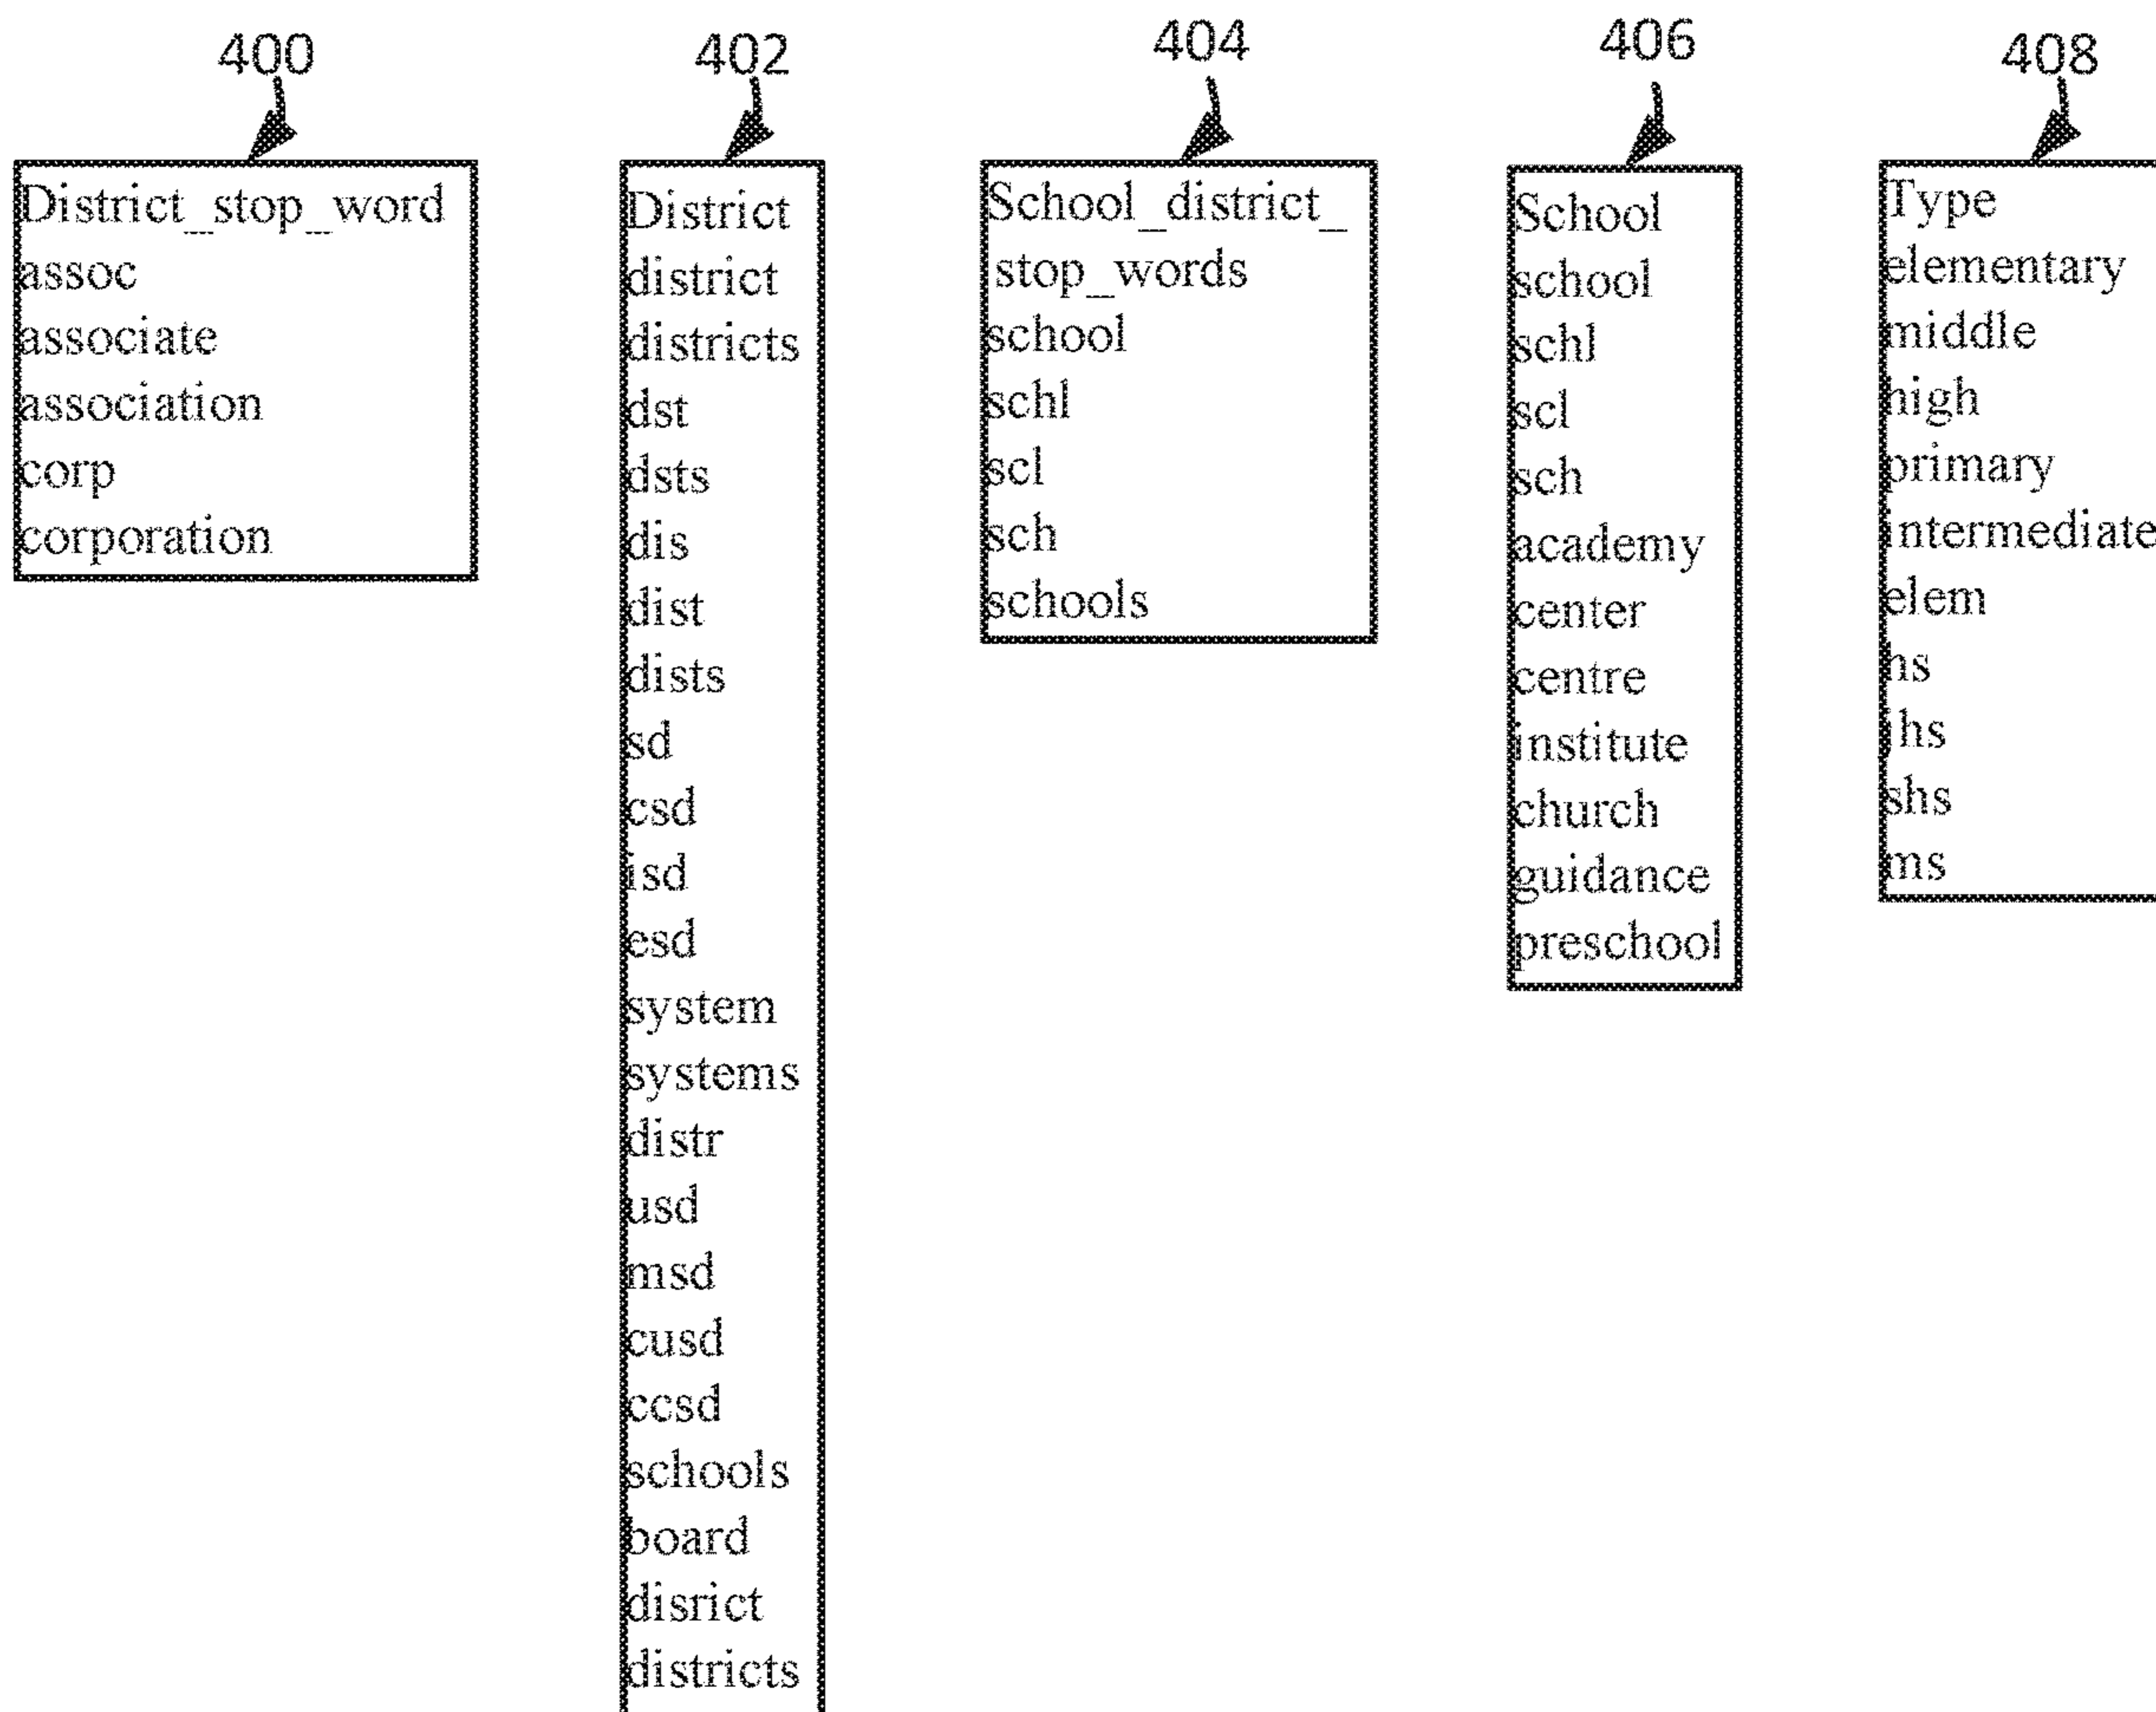 400
District_stop_word
assoc
associate
association
corp
corporation
402
District
district
districts
dst
dsts
dis
dist
dists
sd
csd
isd
esd
system
systems
distr
usd
msd
cusd
ccsd
schools
board
disrict
districts
404
School_district_
stop_words
school
schl
scl
sch
schools
406
School
school
schl
scl
sch
academy
center
centre
institute
church
guidance
preschool
408
Type
elementary
middle
high
primary
intermediate
elem
hs
jhs
shs
ms